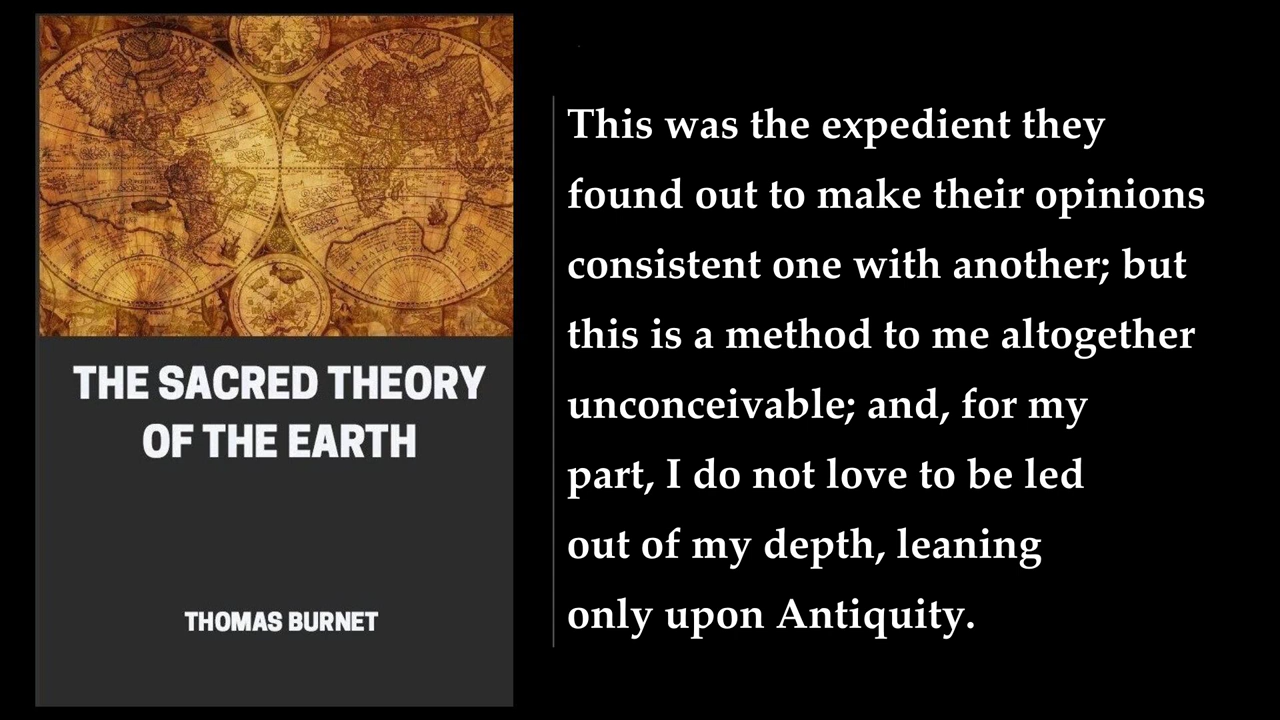 THE SACRED THEORY
OF THE EARTH
THOMAS BURNET
This was the expedient they
found out to make their opinions
consistent one with another; but
this is a method to me altogether
unconceivable; and, for my
part, I do not love to be led
out of my depth, leaning
only upon Antiquity.